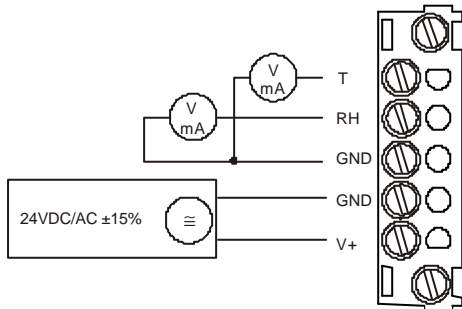 V
mA
T
V
mA
RH
GND
GND
24VDC/AC ±15%
≅
V+